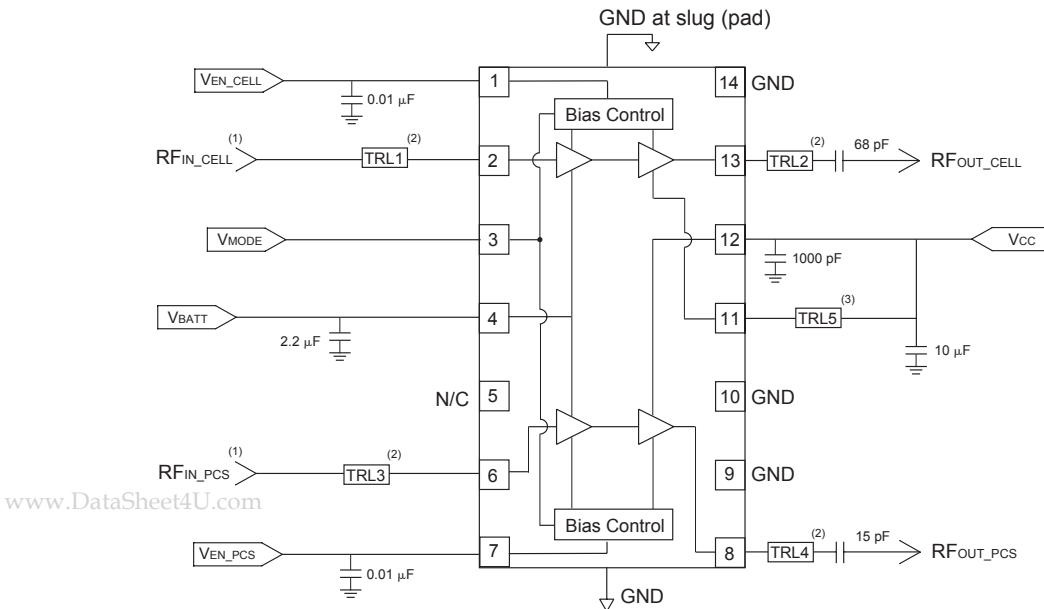 GND at slug (pad)
VEN_CELL
0.01 µF
1
14
GND
Bias Control
RFIN_CELL
(1)
TRL1
(2)
2
13
TRL2
(2)
68 pF
RFOUT_CELL
VMODE
3
12
1000 pF
VCC
VBATT
2.2 µF
4
11
TRL5
(3)
10 µF
N/C
5
10
GND
RFIN_PCS
(1)
TRL3
(2)
6
9
GND
www.DataSheet4U.com
Bias Control
VEN_PCS
0.01 µF
7
8
TRL4
(2)
15 pF
RFOUT_PCS
GND